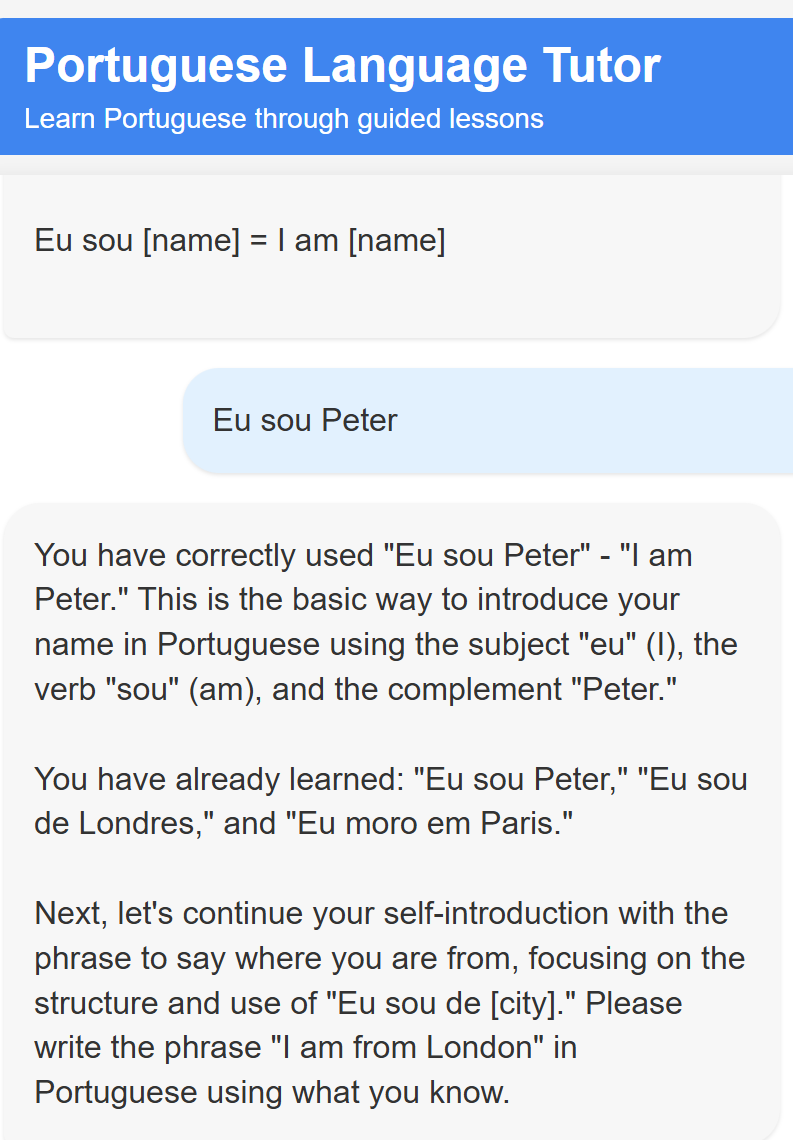 Portuguese Language Tutor
Learn Portuguese through guided lessons
Eu sou [name] = I am [name]
Eu sou Peter
You have correctly used "Eu sou Peter" - "I am
Peter." This is the basic way to introduce your
name in Portuguese using the subject "eu" (I), the
verb "sou" (am), and the complement "Peter."
You have already learned: "Eu sou Peter," "Eu sou
de Londres," and "Eu moro em Paris."
Next, let's continue your self-introduction with the
phrase to say where you are from, focusing on the
structure and use of "Eu sou de [city]." Please
write the phrase "I am from London" in
Portuguese using what you know.